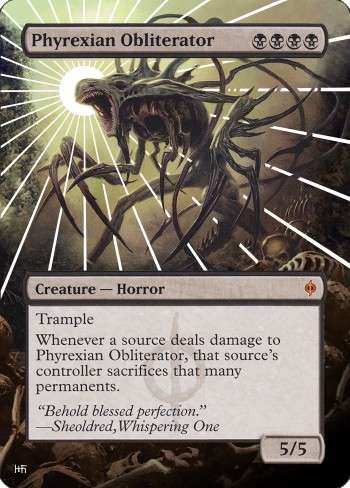 Phyrexian Obliterator
Creature — Horror
Trample
Whenever a source deals damage to
Phyrexian Obliterator, that source's
controller sacrifices that many
permanents.
“Behold blessed perfection.”
—Sheoldred,Whispering One
5/5